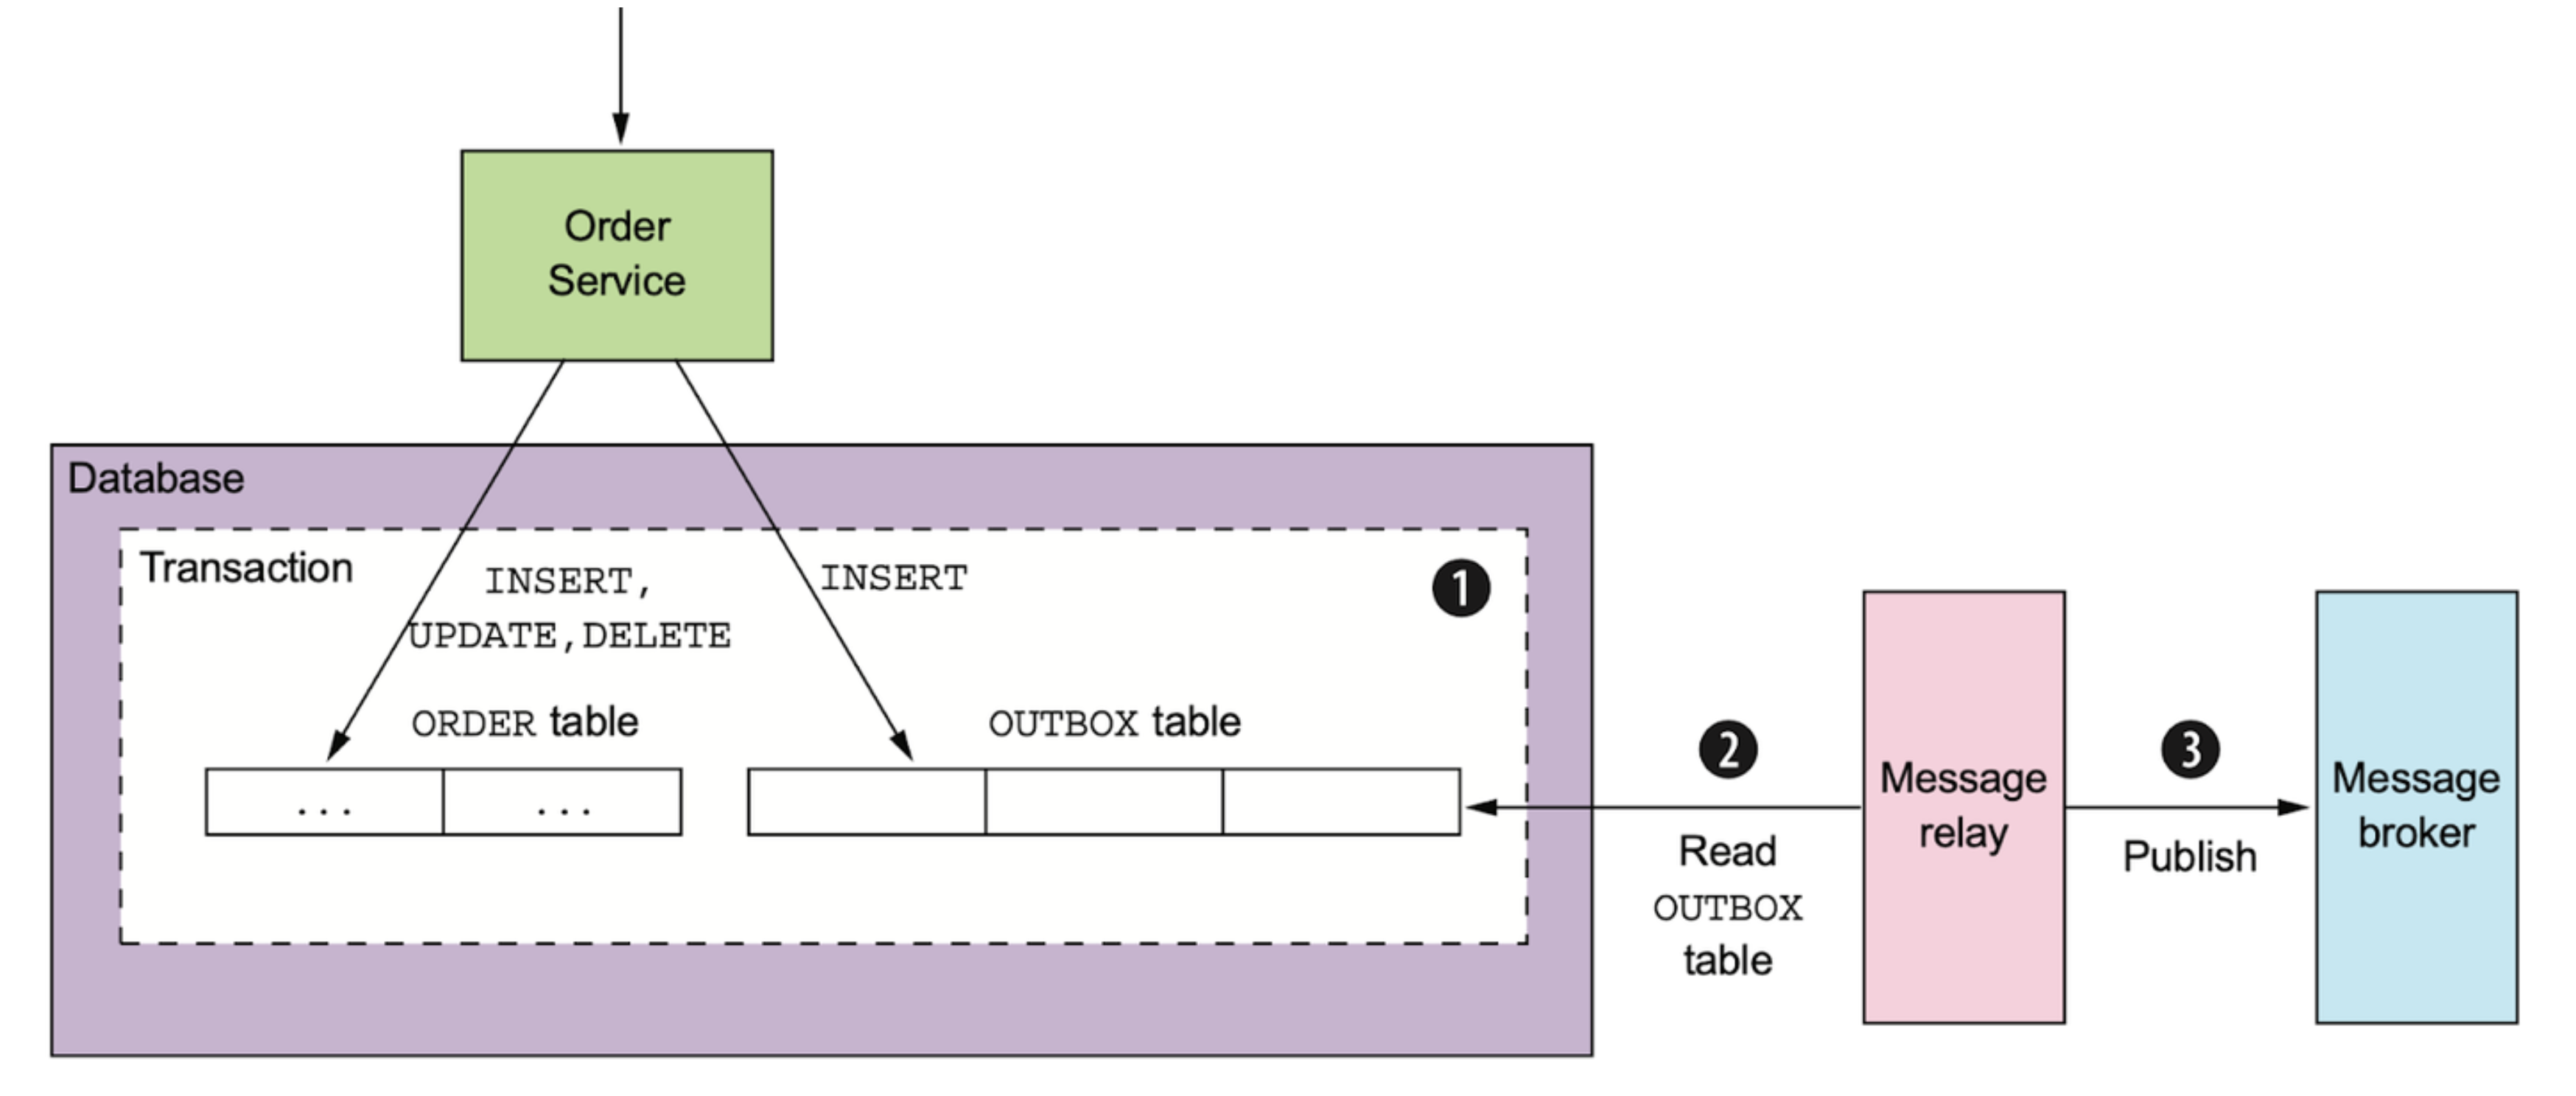 Order
Service
Database
Transaction
INSERT,
UPDATE,DELETE
INSERT
1
ORDER table
OUTBOX table
... ...
2
Read
OUTBOX
table
Message
relay
3
Publish
Message
broker